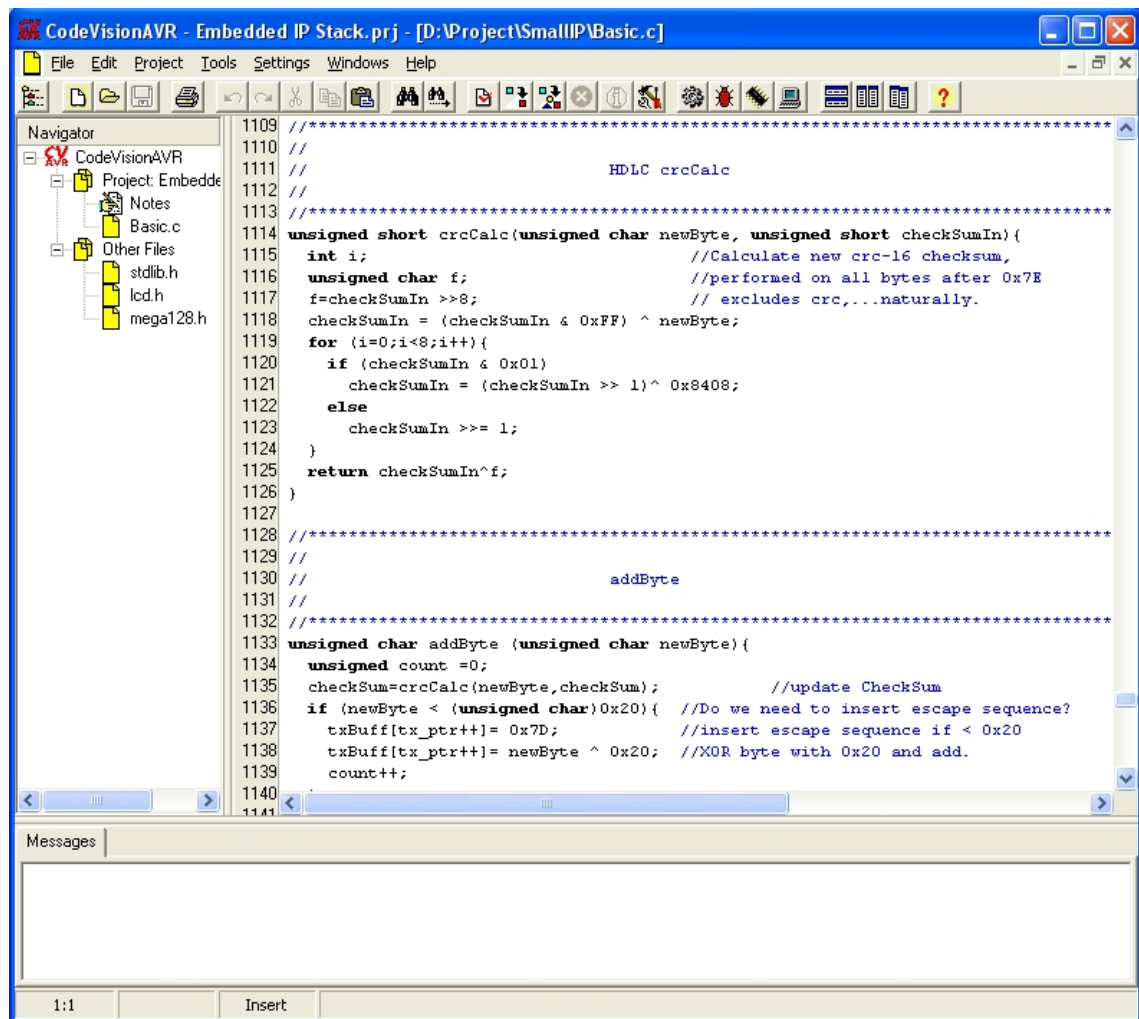 CodeVisionAVR - Embedded IP Stack.prj - [D:\Project\SmallIP\Basic.c]
File Edit Project Tools Settings Windows Help
Navigator
CodeVisionAVR
Project: Embedde
Notes
Basic.c
Other Files
stdlib.h
lcd.h
mega128.h
1109 //********************************************************************************
1110 //
1111 // HDLC crcCalc
1112 //
1113 //********************************************************************************
1114 unsigned short crcCalc(unsigned char newByte, unsigned short checkSumIn){
1115 int i; //Calculate new crc-16 checksum,
1116 unsigned char f; //performed on all bytes after 0x7E
1117 f=checkSumIn >>8; // excludes crc,...naturally.
1118 checkSumIn = (checkSumIn & 0xFF) ^ newByte;
1119 for (i=0;i<8;i++){
1120 if (checkSumIn & 0x01)
1121 checkSumIn = (checkSumIn >> 1)^ 0x8408;
1122 else
1123 checkSumIn >>= 1;
1124 }
1125 return checkSumIn^f;
1126 }
1127
1128 //********************************************************************************
1129 //
1130 // addByte
1131 //
1132 //********************************************************************************
1133 unsigned char addByte (unsigned char newByte){
1134 unsigned count =0;
1135 checkSum=crcCalc(newByte,checkSum); //update CheckSum
1136 if (newByte < (unsigned char)0x20){ //Do we need to insert escape sequence?
1137 txBuff[tx_ptr++]= 0x7D; //insert escape sequence if < 0x20
1138 txBuff[tx_ptr++]= newByte ^ 0x20; //XOR byte with 0x20 and add.
1139 count++;
1140
1141
Messages
1:1 Insert